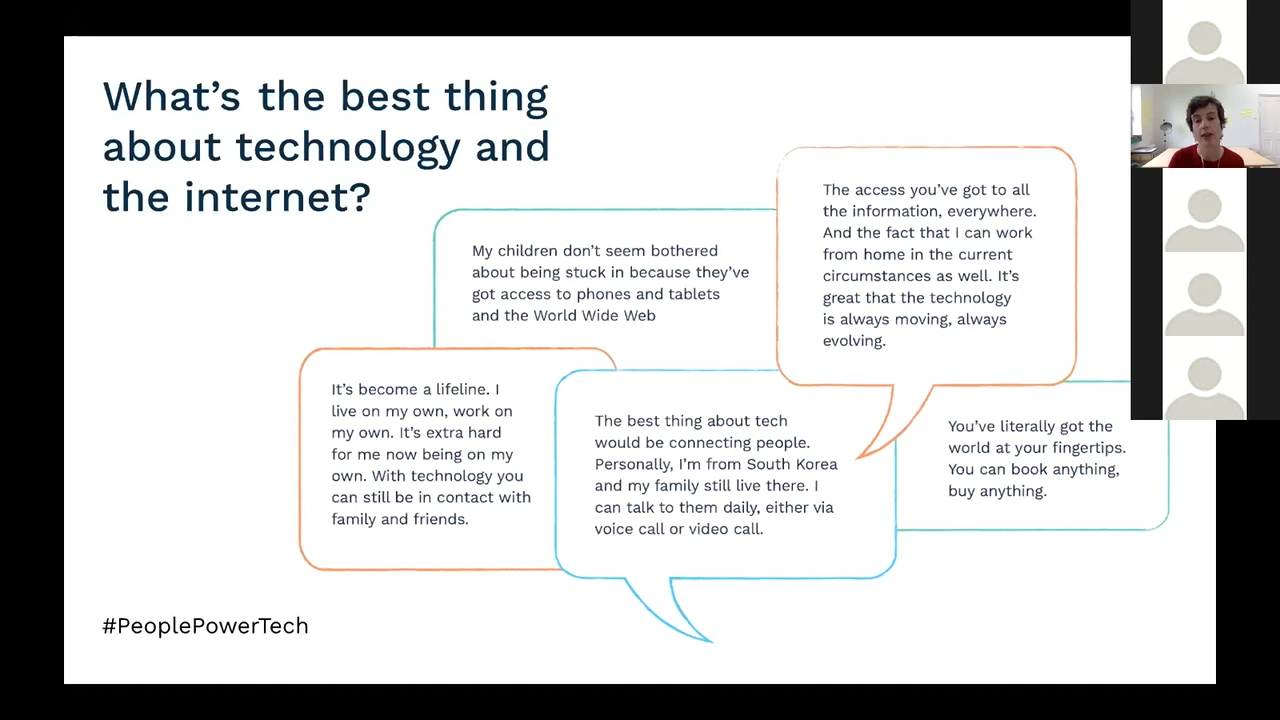 What's the best thing
about technology and
the internet?
My children don't seem bothered
about being stuck in because they've
got access to phones and tablets
and the World Wide Web
The access you've got to all
the information, everywhere.
And the fact that I can work
from home in the current
circumstances as well. It's
great that the technology
is always moving, always
evolving.
It's become a lifeline. I
live on my own, work on
my own. It's extra hard
for me now being on my
own. With technology you
can still be in contact with
family and friends.
The best thing about tech
would be connecting people.
Personally, I'm from South Korea
and my family still live there. I
can talk to them daily, either via
voice call or video call.
You've literally got the
world at your fingertips.
You can book anything,
buy anything.
#PeoplePowerTech